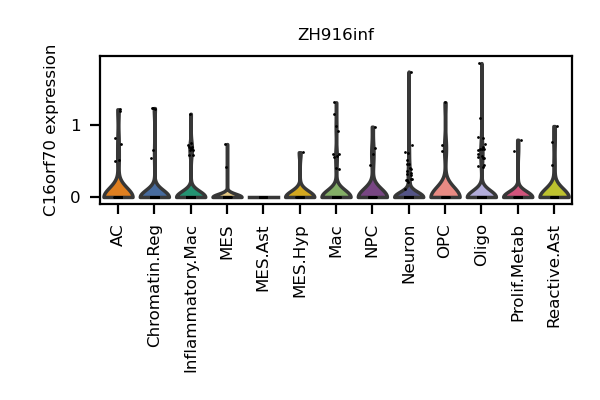 ZH916inf
C16orf70 expression
1
0
AC
Chromatin.Reg
Inflammatory.Mac
MES
MES.Ast
MES.Hyp
Mac
NPC
Neuron
OPC
Oligo
Prolif.Metab
Reactive.Ast